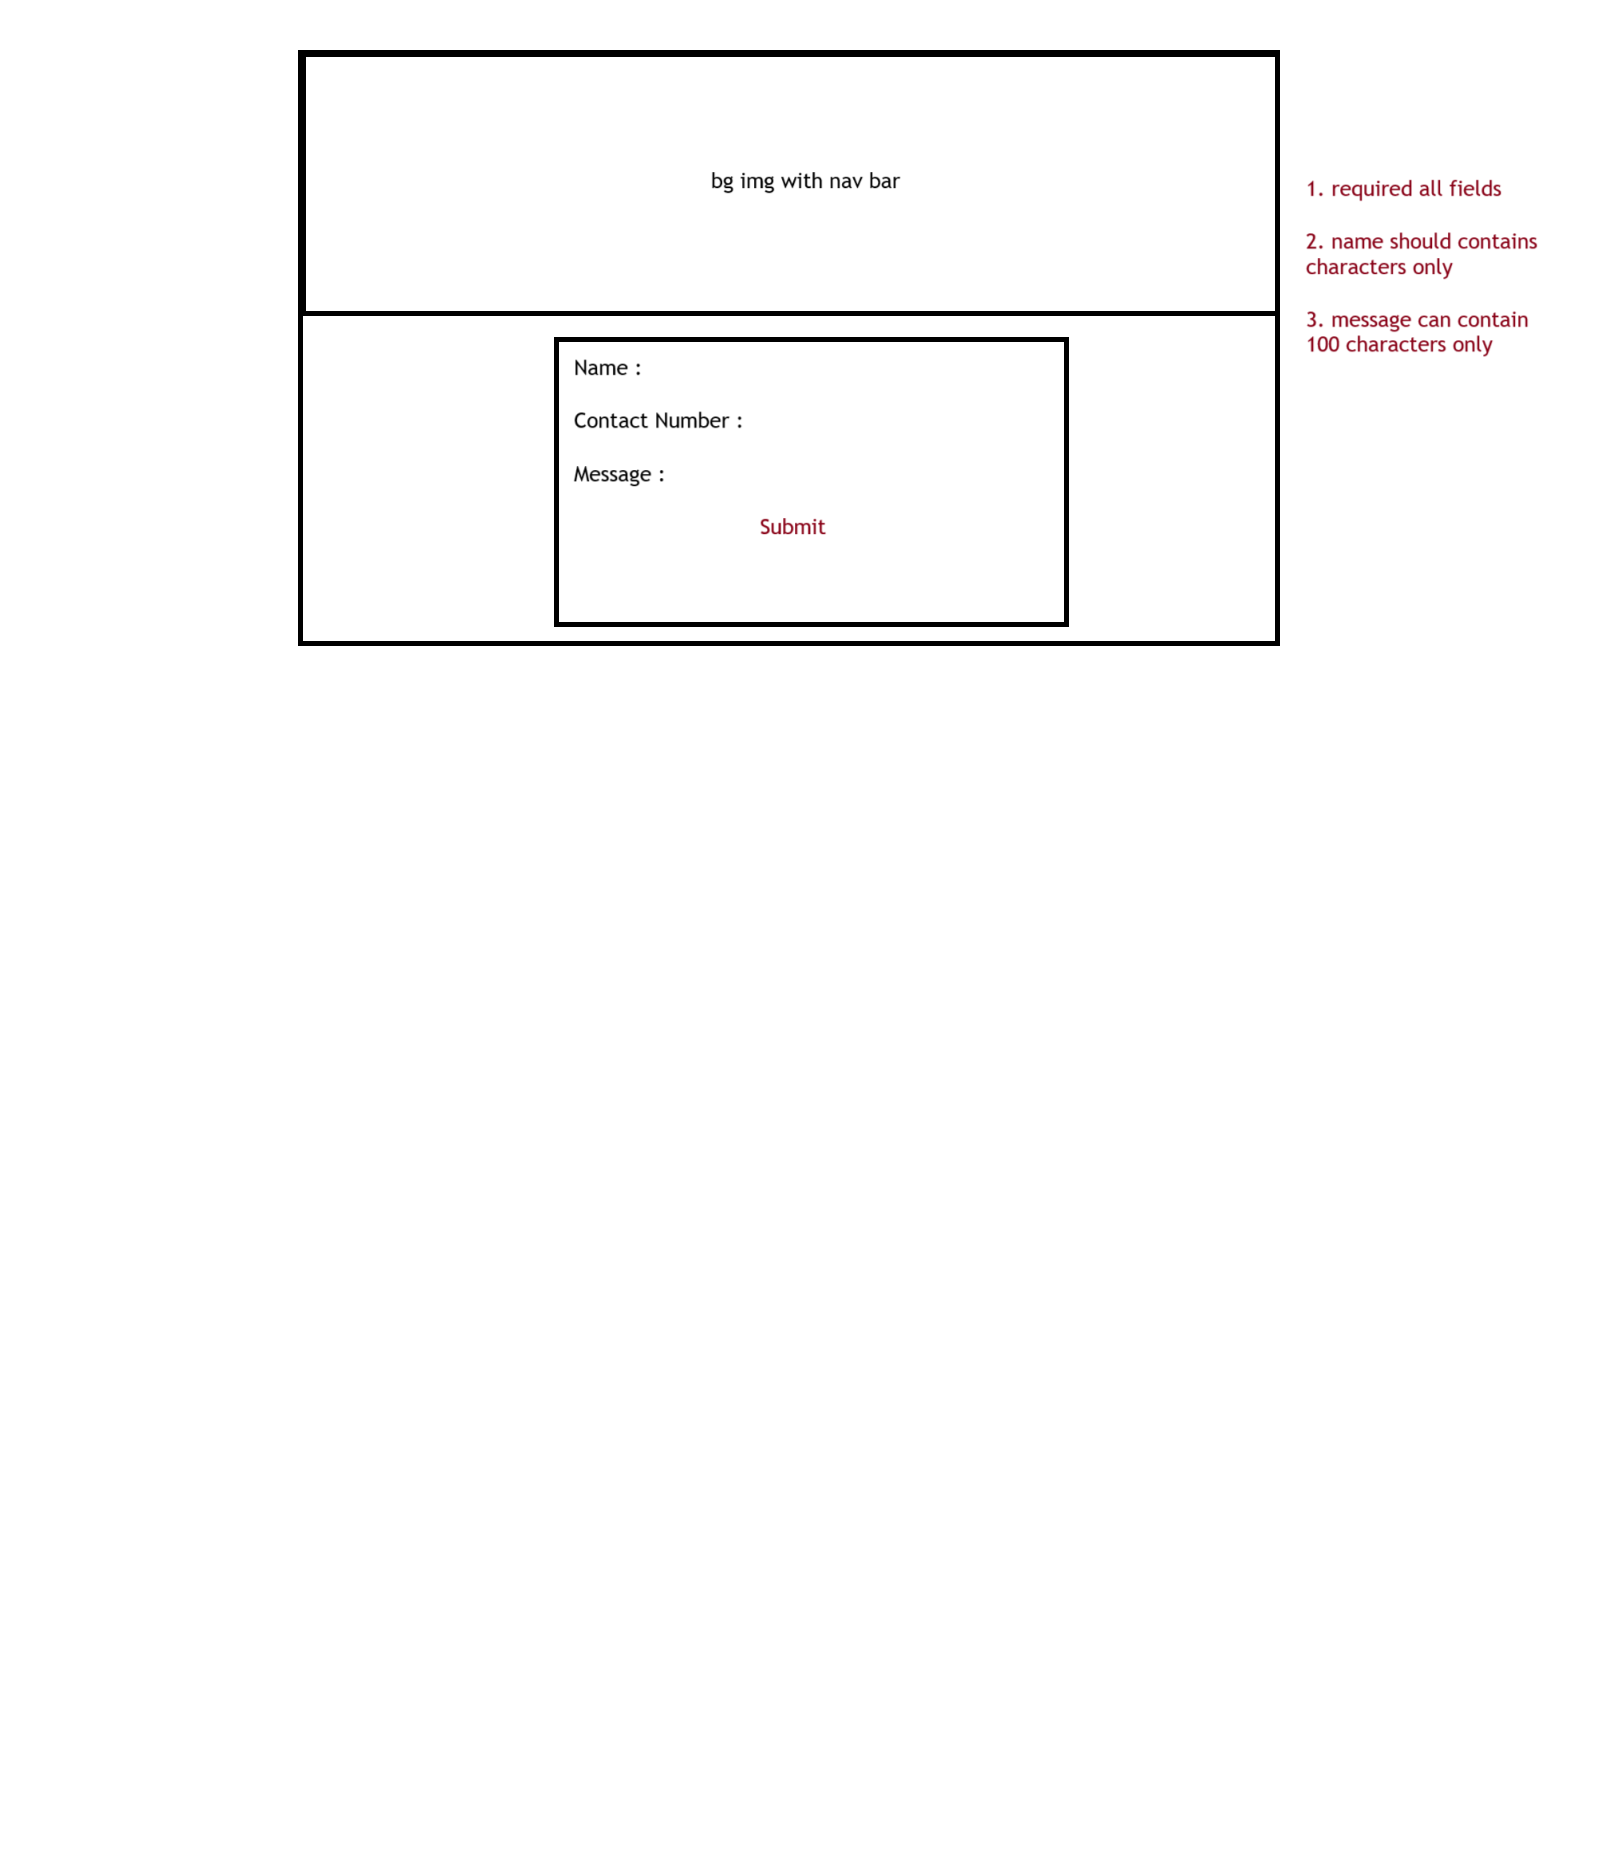 bg img with nav bar
1. required all fields
2. name should contains
characters only
3. message can contain
100 characters only
Name :
Contact Number :
Message :
Submit